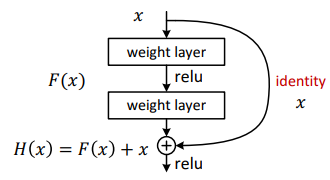 x
weight layer
F(x)
relu
identity
x
weight layer
H(x) = F(x) + x
+
relu